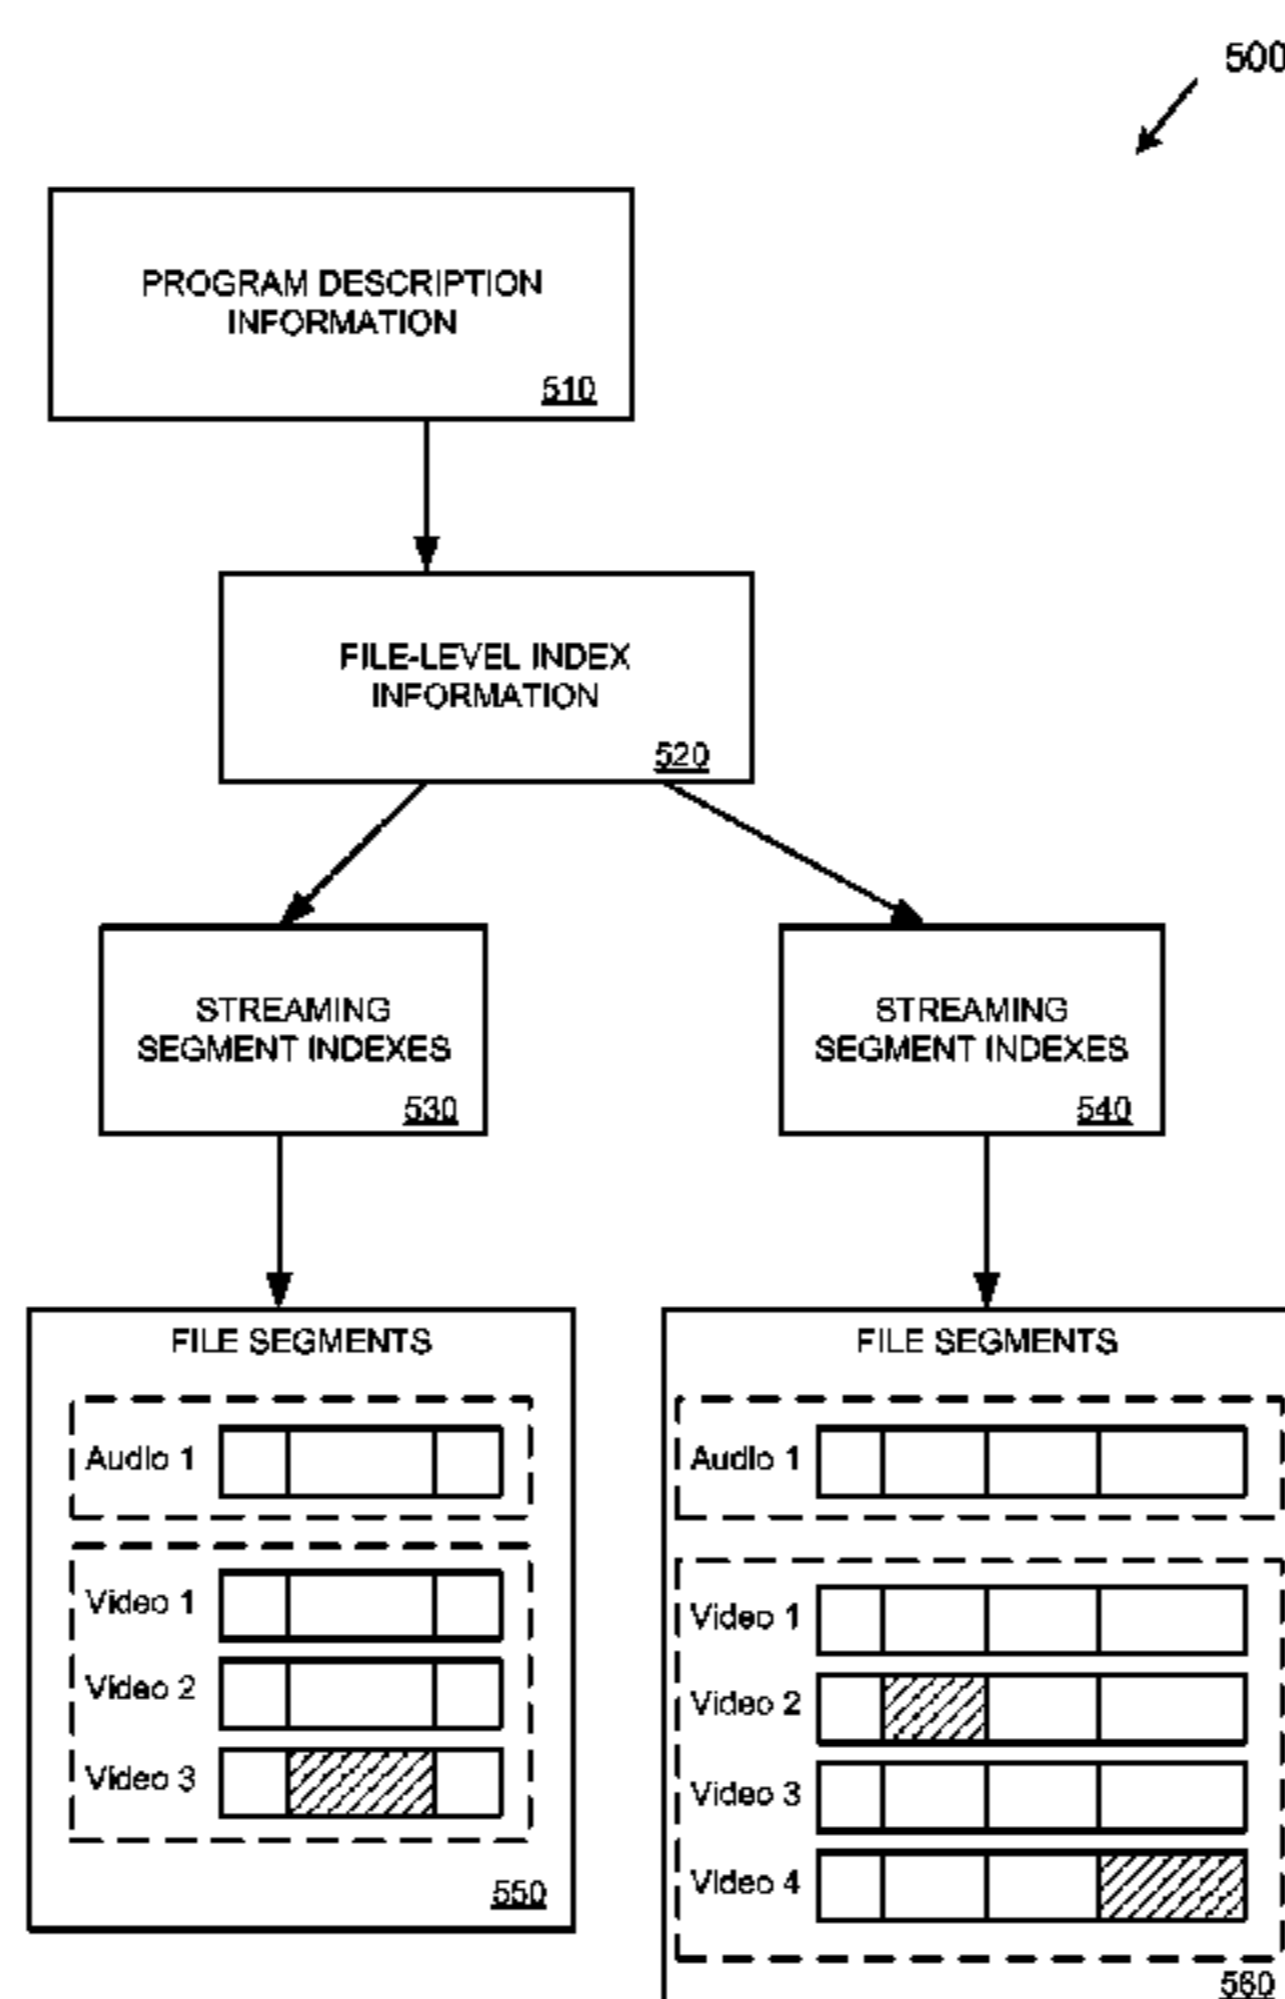 500
PROGRAM DESCRIPTION
INFORMATION
510
FILE-LEVEL INDEX
INFORMATION
520
STREAMING
SEGMENT INDEXES
530
STREAMING
SEGMENT INDEXES
540
FILE SEGMENTS
Audio 1
Video 1
Video 2
Video 3
550
FILE SEGMENTS
Audio 1
Video 1
Video 2
Video 3
Video 4
560